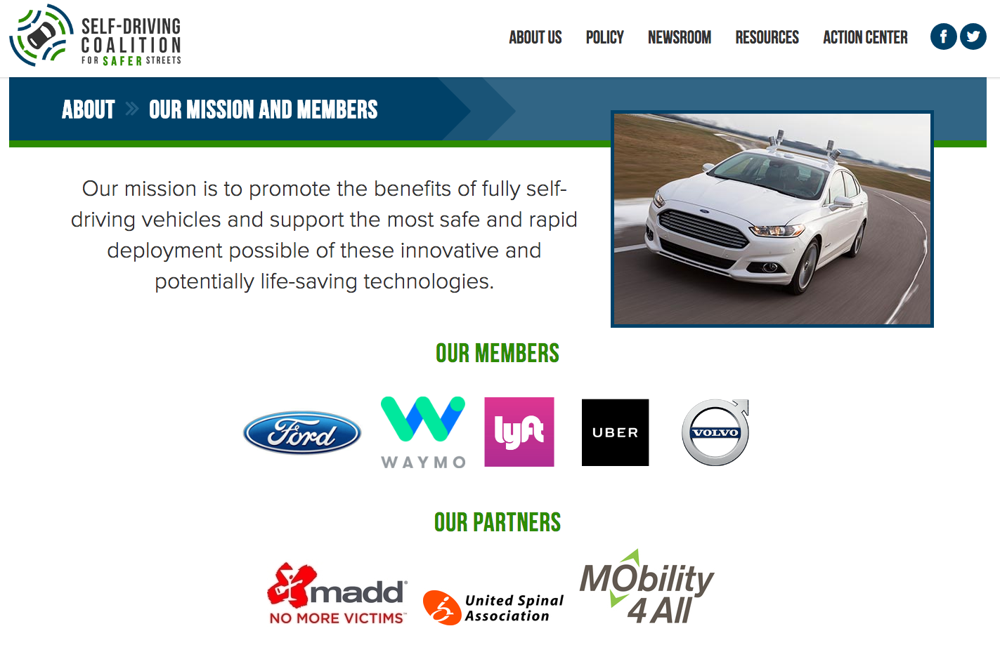 SELF-DRIVING
COALITION
FOR SAFER STREETS
ABOUT US POLICY NEWSROOM RESOURCES ACTION CENTER
ABOUT » OUR MISSION AND MEMBERS
Our mission is to promote the benefits of fully self-
driving vehicles and support the most safe and rapid
deployment possible of these innovative and
potentially life-saving technologies.
OUR MEMBERS
Ford
WAYMO
lyft
UBER
VOLVO
OUR PARTNERS
madd®
NO MORE VICTIMS™
United Spinal
Association
MObility
4 All